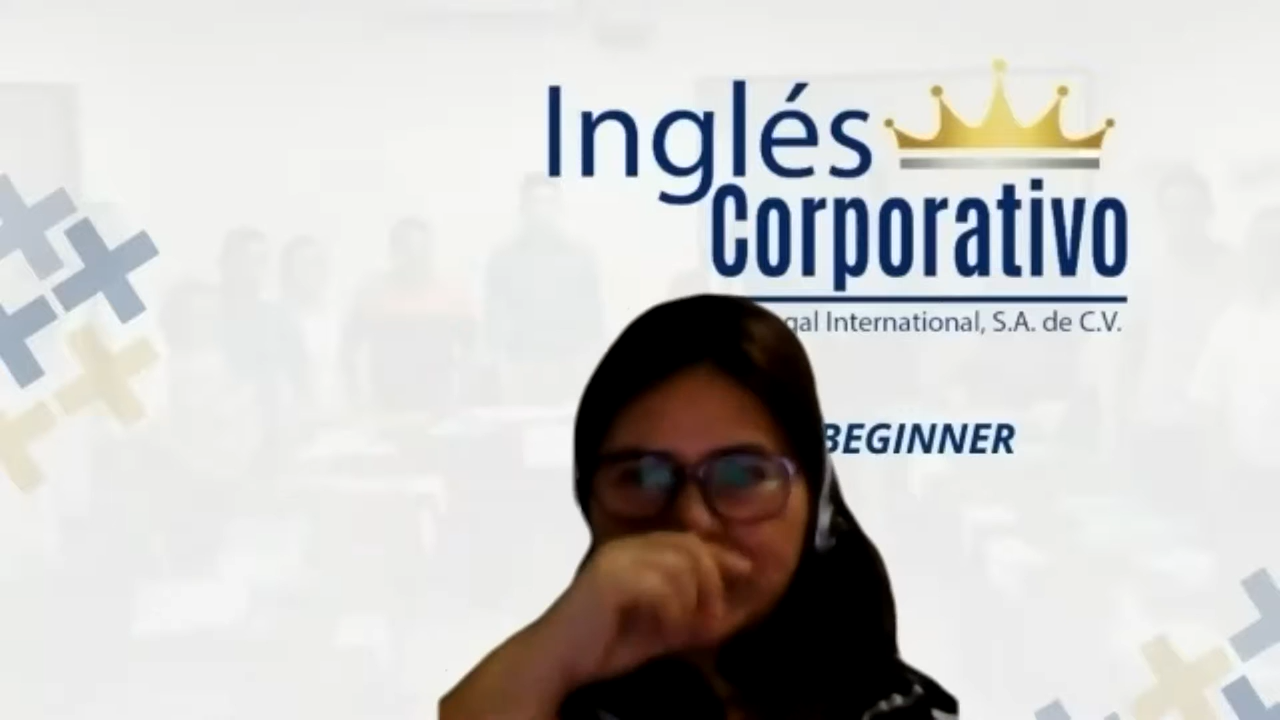 Inglés
Corporativo
International, S.A. de C.V.
BEGINNER